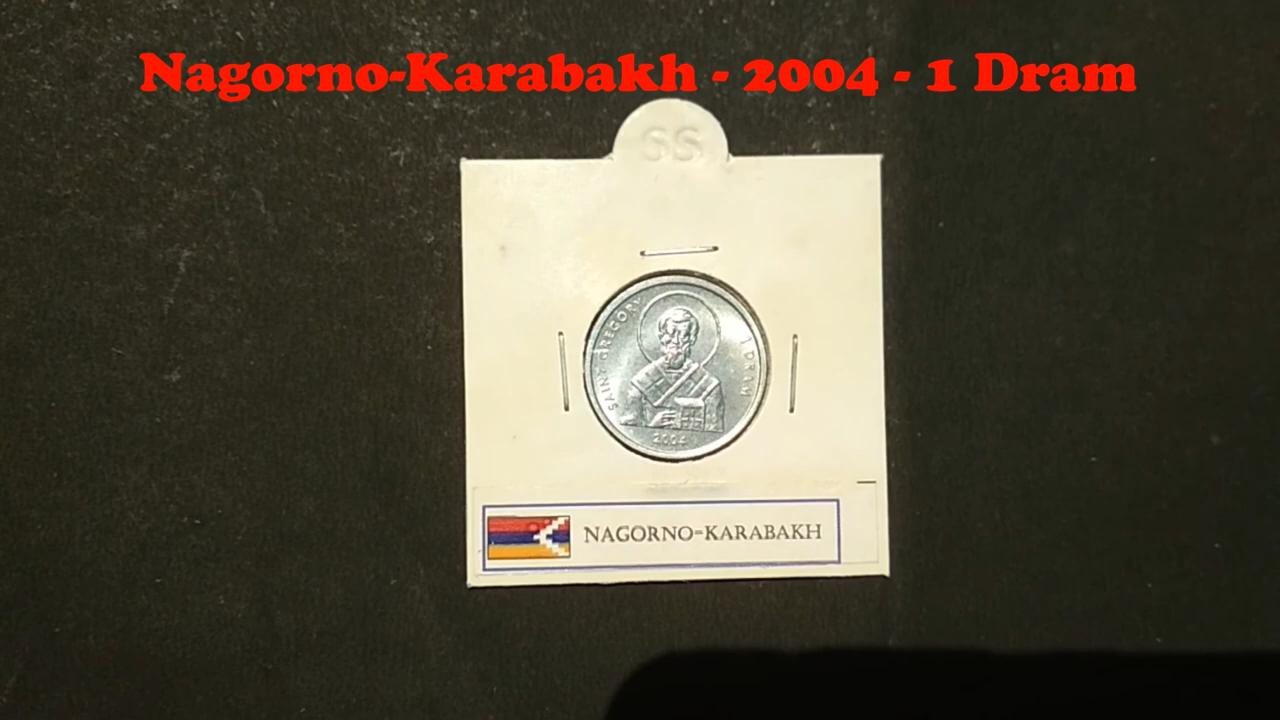 Nagorno-Karabakh - 2004 - 1 Dram
SS
SAINT GREGORY
1 DRAM
2004
NAGORNO-KARABAKH